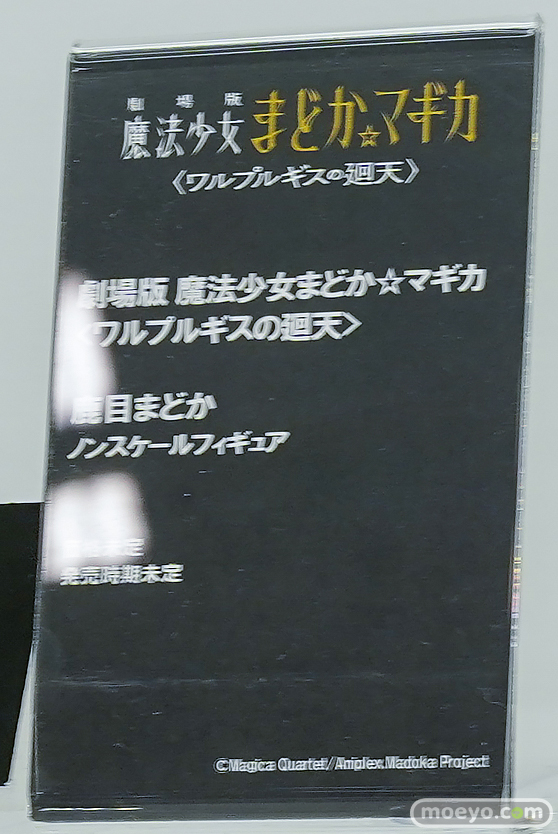 劇場版
魔法少女まどか☆マギカ
《ワルプルギスの廻天》
劇場版 魔法少女まどか☆マギカ
<ワルプルギスの廻天>
鹿目まどか
ノンスケールフィギュア
未定
発売時期未定
©Magica Quartet/Aniplex,Madoka Project
moeyo.com